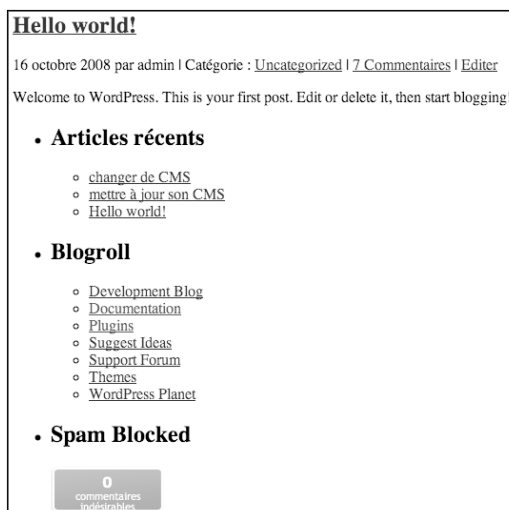 Hello world!
16 octobre 2008 par admin | Catégorie : Uncategorized | 7 Commentaires | Editer
Welcome to WordPress. This is your first post. Edit or delete it, then start blogging!
Articles récents
changer de CMS
mettre à jour son CMS
Hello world!
Blogroll
Development Blog
Documentation
Plugins
Suggest Ideas
Support Forum
Themes
WordPress Planet
Spam Blocked
0
commentaires
indésirables